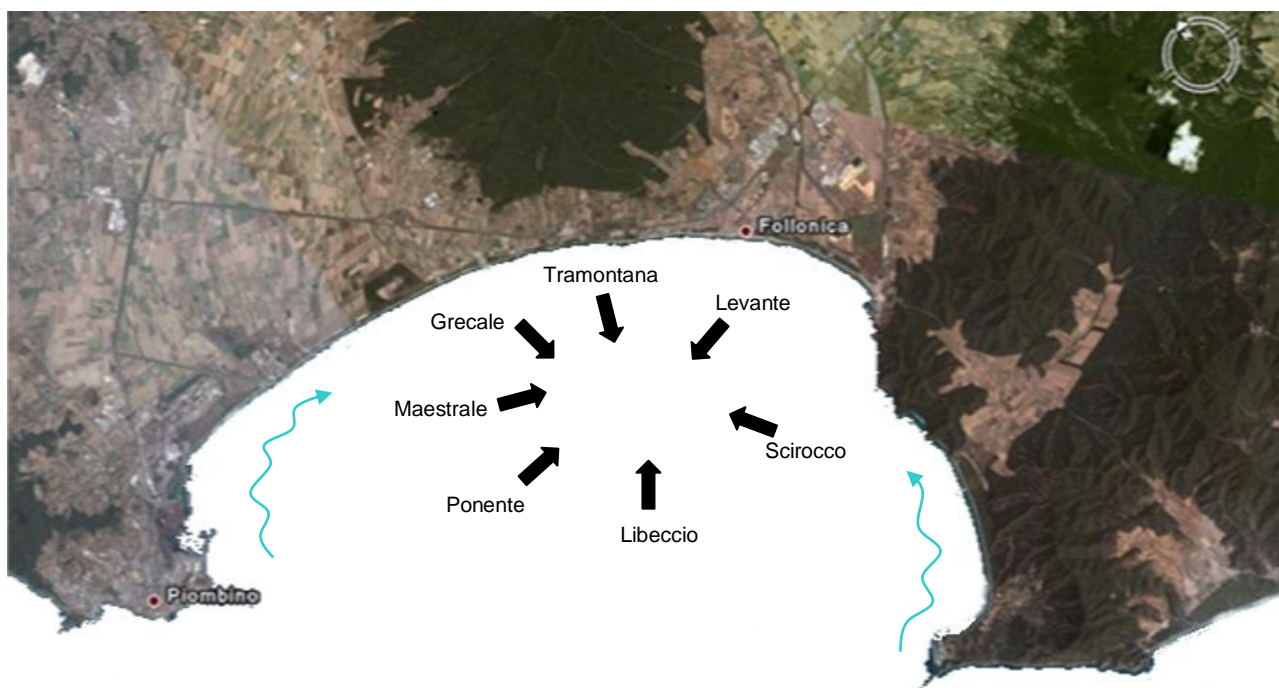 Follonica
Tramontana
Levante
Grecale
Maestrale
Scirocco
Ponente
Libeccio
Piombino